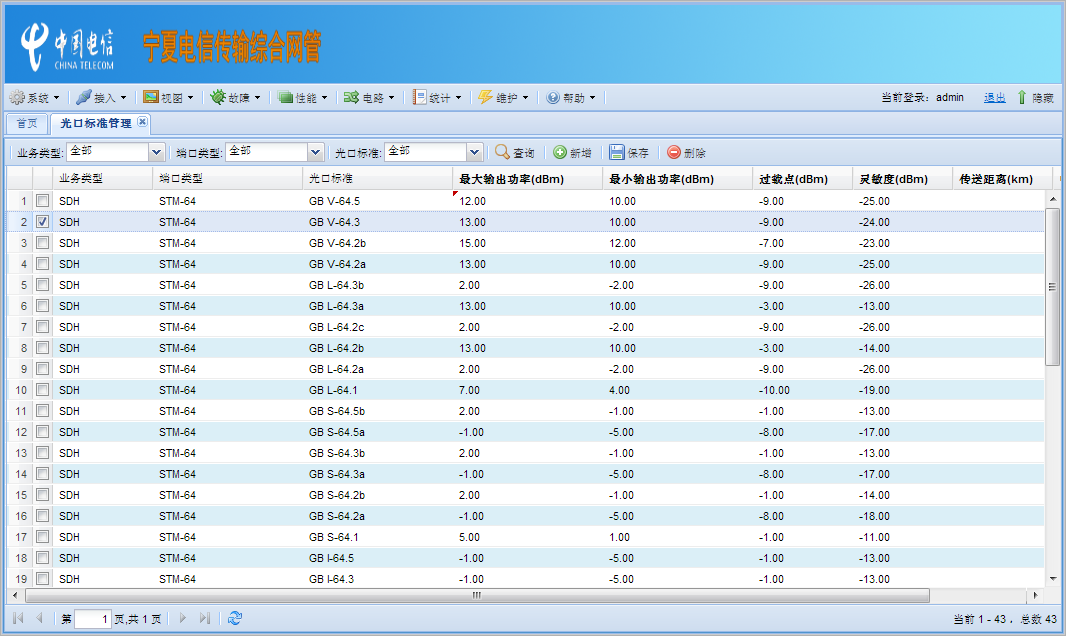 中国电信
CHINA TELECOM
宁夏电信传输综合网管
系统 接入 视图 故障 性能 电路 统计 维护 帮助 当前登录: admin 退出 隐藏
首页 光口标准管理
业务类型: 全部 端口类型: 全部 光口标准: 全部 查询 新增 保存 删除
业务类型 端口类型 光口标准 最大输出功率(dBm) 最小输出功率(dBm) 过载点(dBm) 灵敏度(dBm) 传送距离(km)
1 SDH STM-64 GB V-64.5 12.00 10.00 -9.00 -25.00
2 SDH STM-64 GB V-64.3 13.00 10.00 -9.00 -24.00
3 SDH STM-64 GB V-64.2b 15.00 12.00 -7.00 -23.00
4 SDH STM-64 GB V-64.2a 13.00 10.00 -9.00 -25.00
5 SDH STM-64 GB L-64.3b 2.00 -2.00 -9.00 -26.00
6 SDH STM-64 GB L-64.3a 13.00 10.00 -3.00 -13.00
7 SDH STM-64 GB L-64.2c 2.00 -2.00 -9.00 -26.00
8 SDH STM-64 GB L-64.2b 13.00 10.00 -3.00 -14.00
9 SDH STM-64 GB L-64.2a 2.00 -2.00 -9.00 -26.00
10 SDH STM-64 GB L-64.1 7.00 4.00 -10.00 -19.00
11 SDH STM-64 GB S-64.5b 2.00 -1.00 -1.00 -13.00
12 SDH STM-64 GB S-64.5a -1.00 -5.00 -8.00 -17.00
13 SDH STM-64 GB S-64.3b 2.00 -1.00 -1.00 -13.00
14 SDH STM-64 GB S-64.3a -1.00 -5.00 -8.00 -17.00
15 SDH STM-64 GB S-64.2b 2.00 -1.00 -1.00 -14.00
16 SDH STM-64 GB S-64.2a -1.00 -5.00 -8.00 -18.00
17 SDH STM-64 GB S-64.1 5.00 1.00 -1.00 -11.00
18 SDH STM-64 GB I-64.5 -1.00 -5.00 -1.00 -13.00
19 SDH STM-64 GB I-64.3 -1.00 -5.00 -1.00 -13.00
第 1 页,共 1 页 当前 1 - 43 ， 总数 43